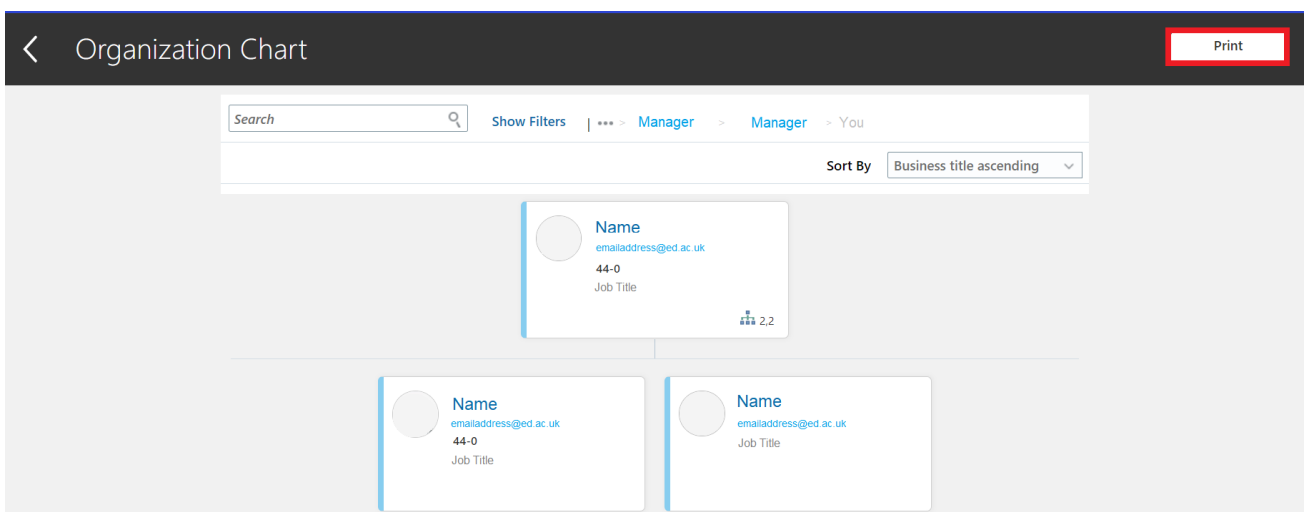 Organization Chart
Print
Search
Show Filters | ••• > Manager > Manager > You
Sort By Business title ascending
Name
emailaddress@ed.ac.uk
44-0
Job Title
2,2
Name
emailaddress@ed.ac.uk
44-0
Job Title
Name
emailaddress@ed.ac.uk
Job Title